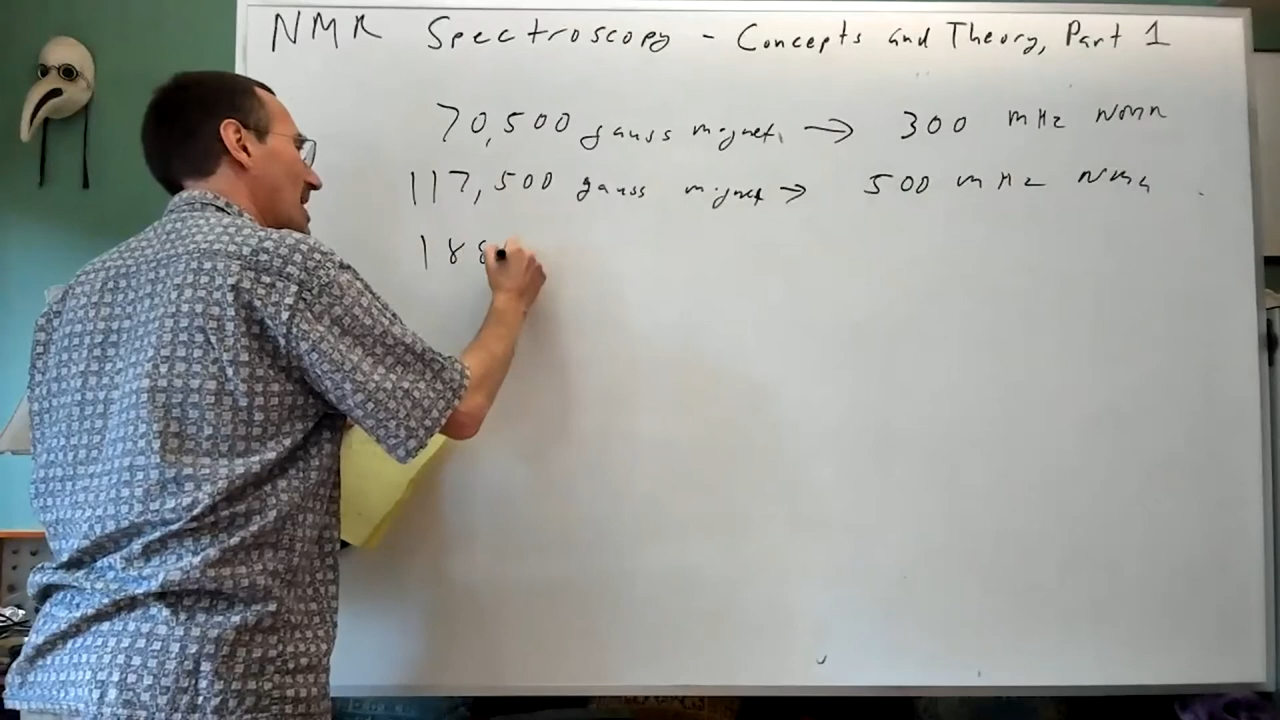 NMR Spectroscopy - Concepts and Theory, Part 1
70,500 gauss magnet, → 300 mHz NMR
117,500 gauss magnet → 500 mHz NMR
188